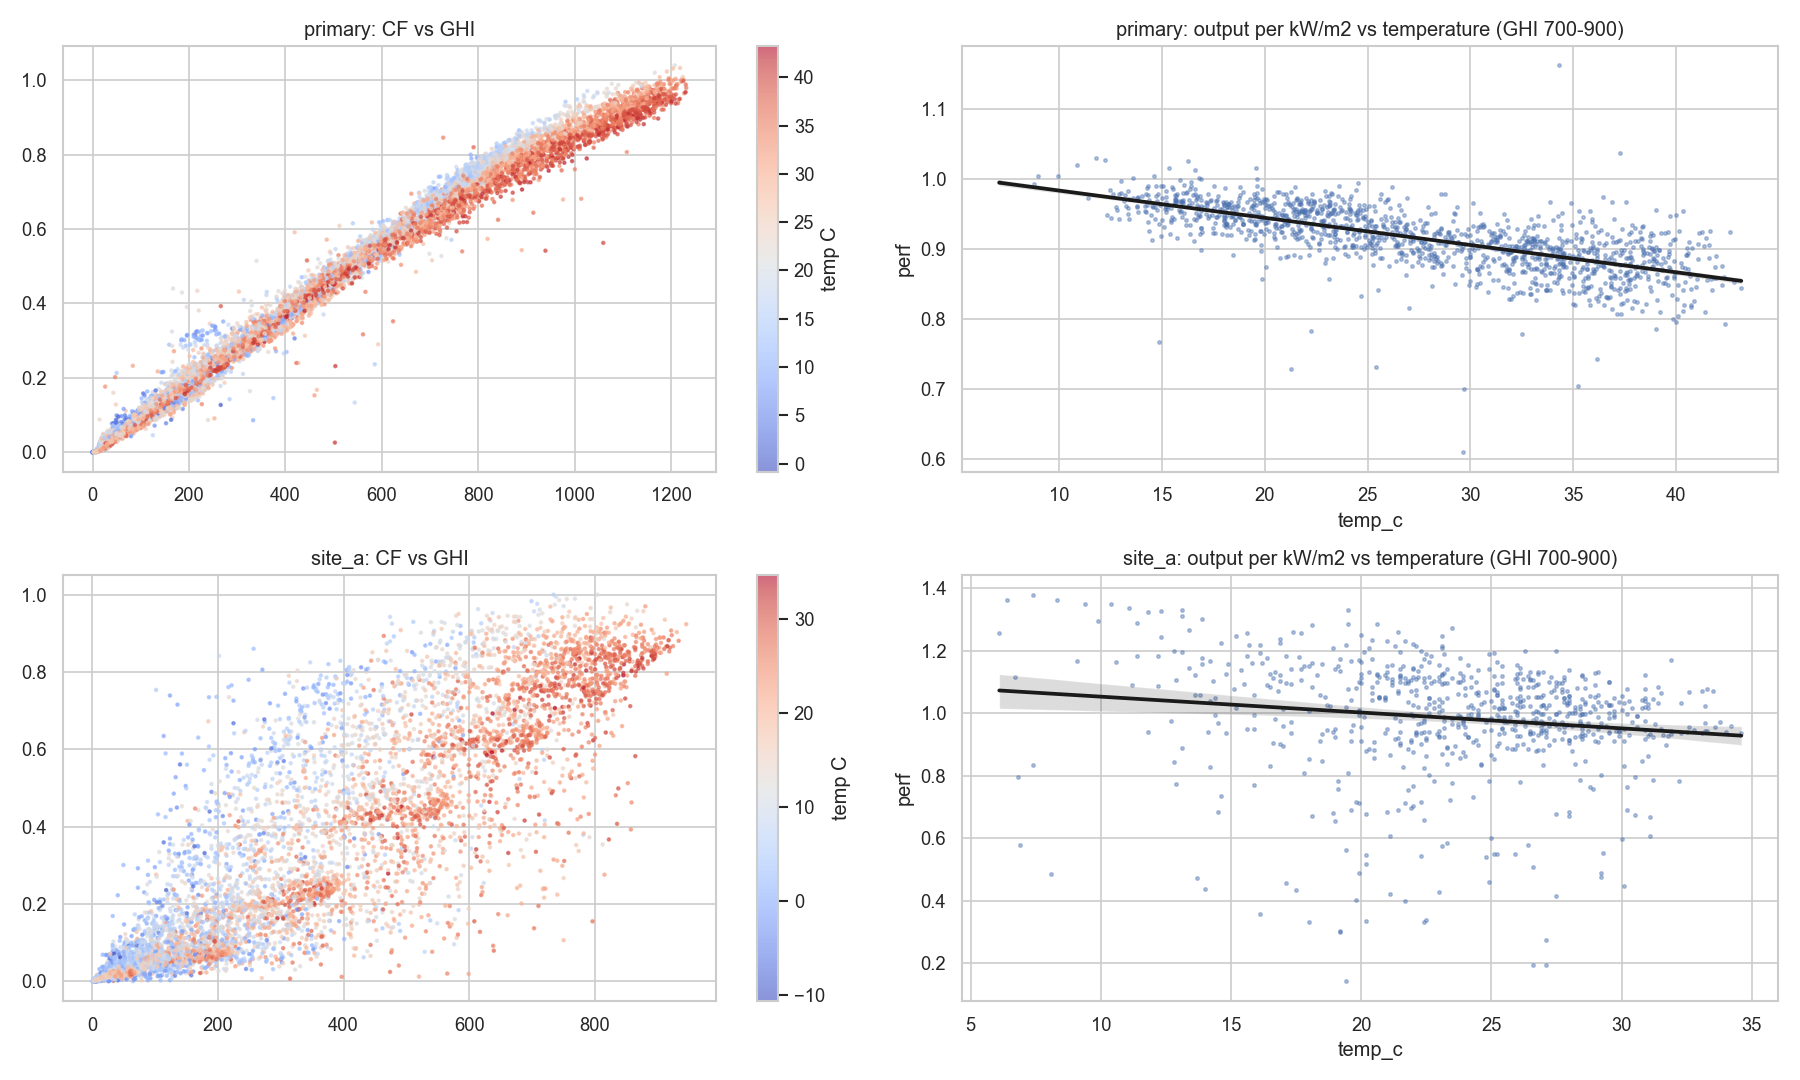 primary: CF vs GHI
1.0
0.8
0.6
0.4
0.2
0.0
0 200 400 600 800 1000 1200
40
35
30
25
20
15
10
5
0
temp C
primary: output per kW/m2 vs temperature (GHI 700-900)
1.1
1.0
0.9
0.8
0.7
0.6
perf
10 15 20 25 30 35 40
temp_c
site_a: CF vs GHI
1.0
0.8
0.6
0.4
0.2
0.0
0 200 400 600 800
30
20
10
0
−10
temp C
site_a: output per kW/m2 vs temperature (GHI 700-900)
1.4
1.2
1.0
0.8
0.6
0.4
0.2
perf
5 10 15 20 25 30 35
temp_c